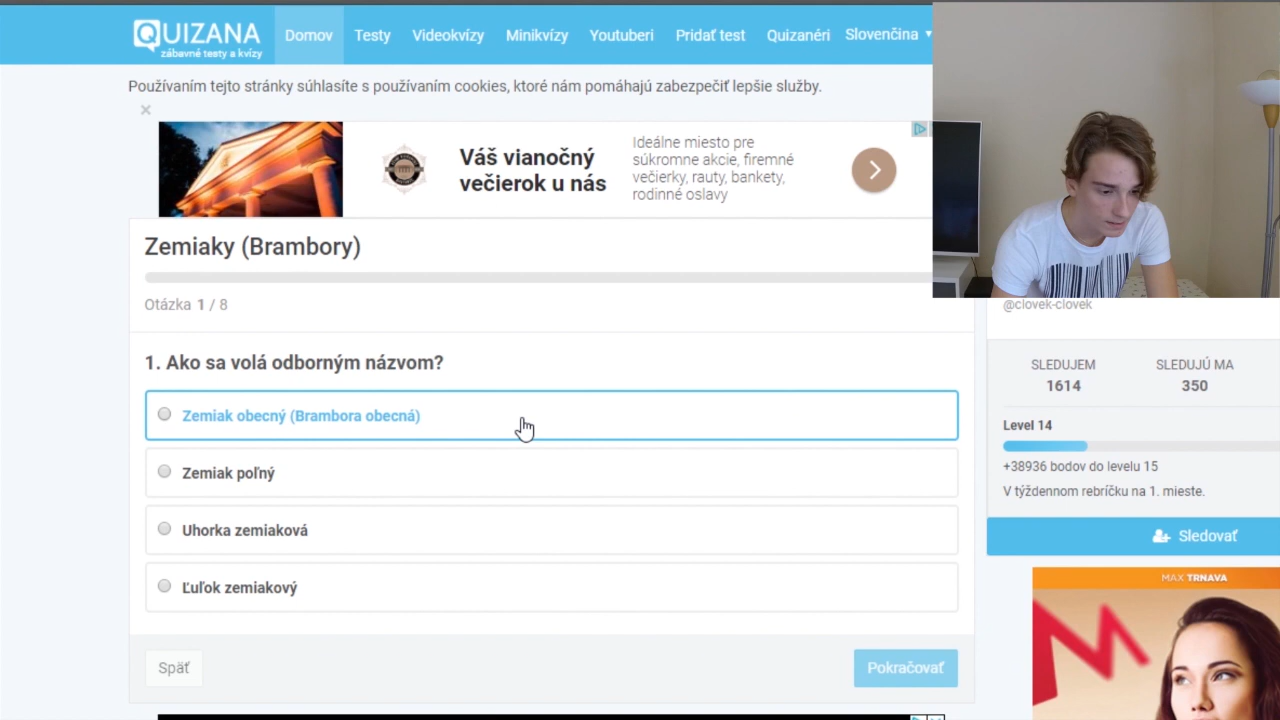 QUIZANA
zábavné testy a kvízy
Domov
Testy
Videokvízy
Minikvízy
Youtuberi
Pridať test
Quizanéri
Slovenčina
Používaním tejto stránky súhlasíte s používaním cookies, ktoré nám pomáhajú zabezpečiť lepšie služby.
Váš vianočný
večierok u nás
Ideálne miesto pre
súkromne akcie, firemné
večierky, rauty, bankety,
rodinné oslavy
Zemiaky (Brambory)
Otázka 1 / 8
1. Ako sa volá odborným názvom?
Zemiak obecný (Brambora obecná)
Zemiak poľný
Uhorka zemiaková
Ľuľok zemiakový
Späť
Pokračovať
@clovek-clovek
SLEDUJEM
1614
SLEDUJÚ MA
350
Level 14
+38936 bodov do levelu 15
V týždennom rebríčku na 1. mieste.
Sledovať
MAX TRNAVA